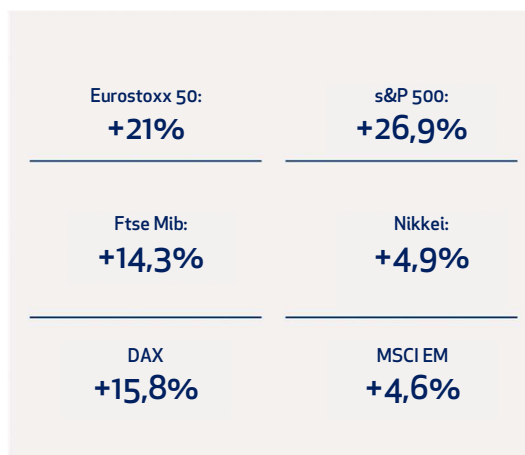 Eurostoxx 50:
+21%
s&P 500:
+26,9%
Ftse Mib:
+14,3%
Nikkei:
+4,9%
DAX
+15,8%
MSCI EM
+4,6%